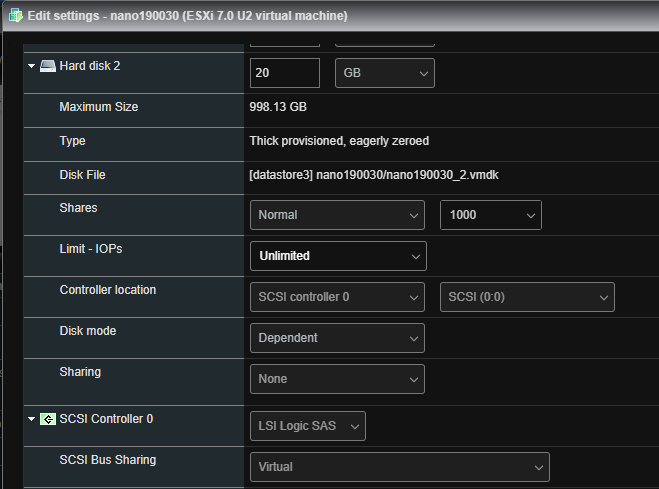 Edit settings - nano190030 (ESXi 7.0 U2 virtual machine)
Hard disk 2
20
GB
Maximum Size
998.13 GB
Type
Thick provisioned, eagerly zeroed
Disk File
[datastore3] nano190030/nano190030_2.vmdk
Shares
Normal
1000
Limit - IOPs
Unlimited
Controller location
SCSI controller 0
SCSI (0:0)
Disk mode
Dependent
Sharing
None
SCSI Controller 0
LSI Logic SAS
SCSI Bus Sharing
Virtual